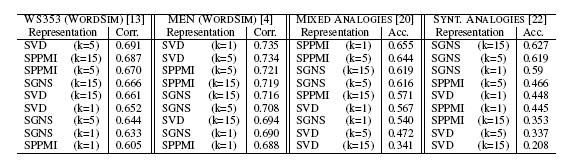 WS353 (WORDSIM) [13] MEN (WORDSIM) [4] MIXED ANALOGIES [20] SYNT. ANALOGIES [22]
Representation Corr. Representation Corr. Representation Acc. Representation Acc.
SVD (k=5) 0.691 SVD (k=1) 0.735 SPPMI (k=1) 0.655 SGNS (k=15) 0.627
SPPMI (k=15) 0.687 SVD (k=5) 0.734 SPPMI (k=5) 0.644 SGNS (k=5) 0.619
SPPMI (k=5) 0.670 SPPMI (k=5) 0.721 SGNS (k=15) 0.619 SGNS (k=1) 0.59
SGNS (k=15) 0.666 SPPMI (k=15) 0.719 SGNS (k=5) 0.616 SPPMI (k=5) 0.466
SVD (k=15) 0.661 SGNS (k=15) 0.716 SPPMI (k=15) 0.571 SVD (k=1) 0.448
SVD (k=1) 0.652 SGNS (k=5) 0.708 SVD (k=1) 0.567 SPPMI (k=1) 0.445
SGNS (k=5) 0.644 SVD (k=15) 0.694 SGNS (k=1) 0.540 SPPMI (k=15) 0.353
SGNS (k=1) 0.633 SGNS (k=1) 0.690 SVD (k=5) 0.472 SVD (k=5) 0.337
SPPMI (k=1) 0.605 SPPMI (k=1) 0.688 SVD (k=15) 0.341 SVD (k=15) 0.208